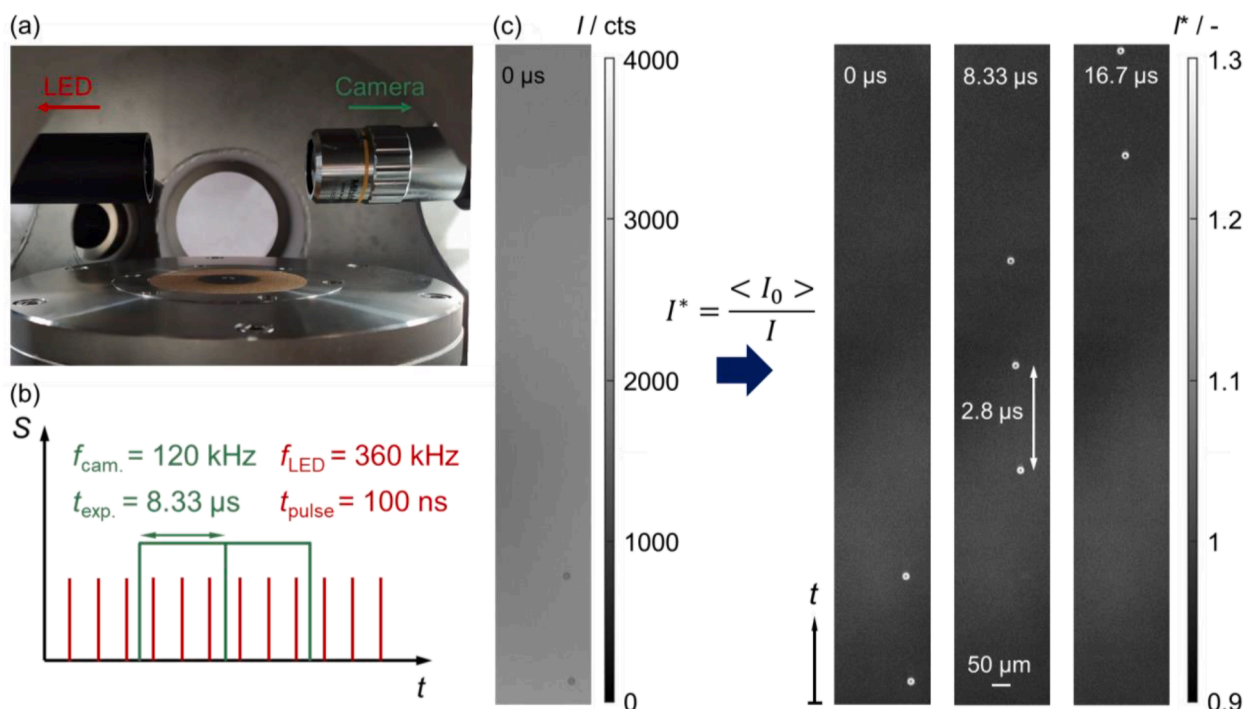 (a)
LED
Camera
(b)
S
f_cam. = 120 kHz f_LED = 360 kHz
t_exp. = 8.33 µs t_pulse = 100 ns
t
(c)
I / cts
0 µs
4000
3000
2000
1000
0
I* = < I_0 > / I
I* / -
0 µs
8.33 µs
16.7 µs
2.8 µs
50 µm
t
1.3
1.2
1.1
1
0.9